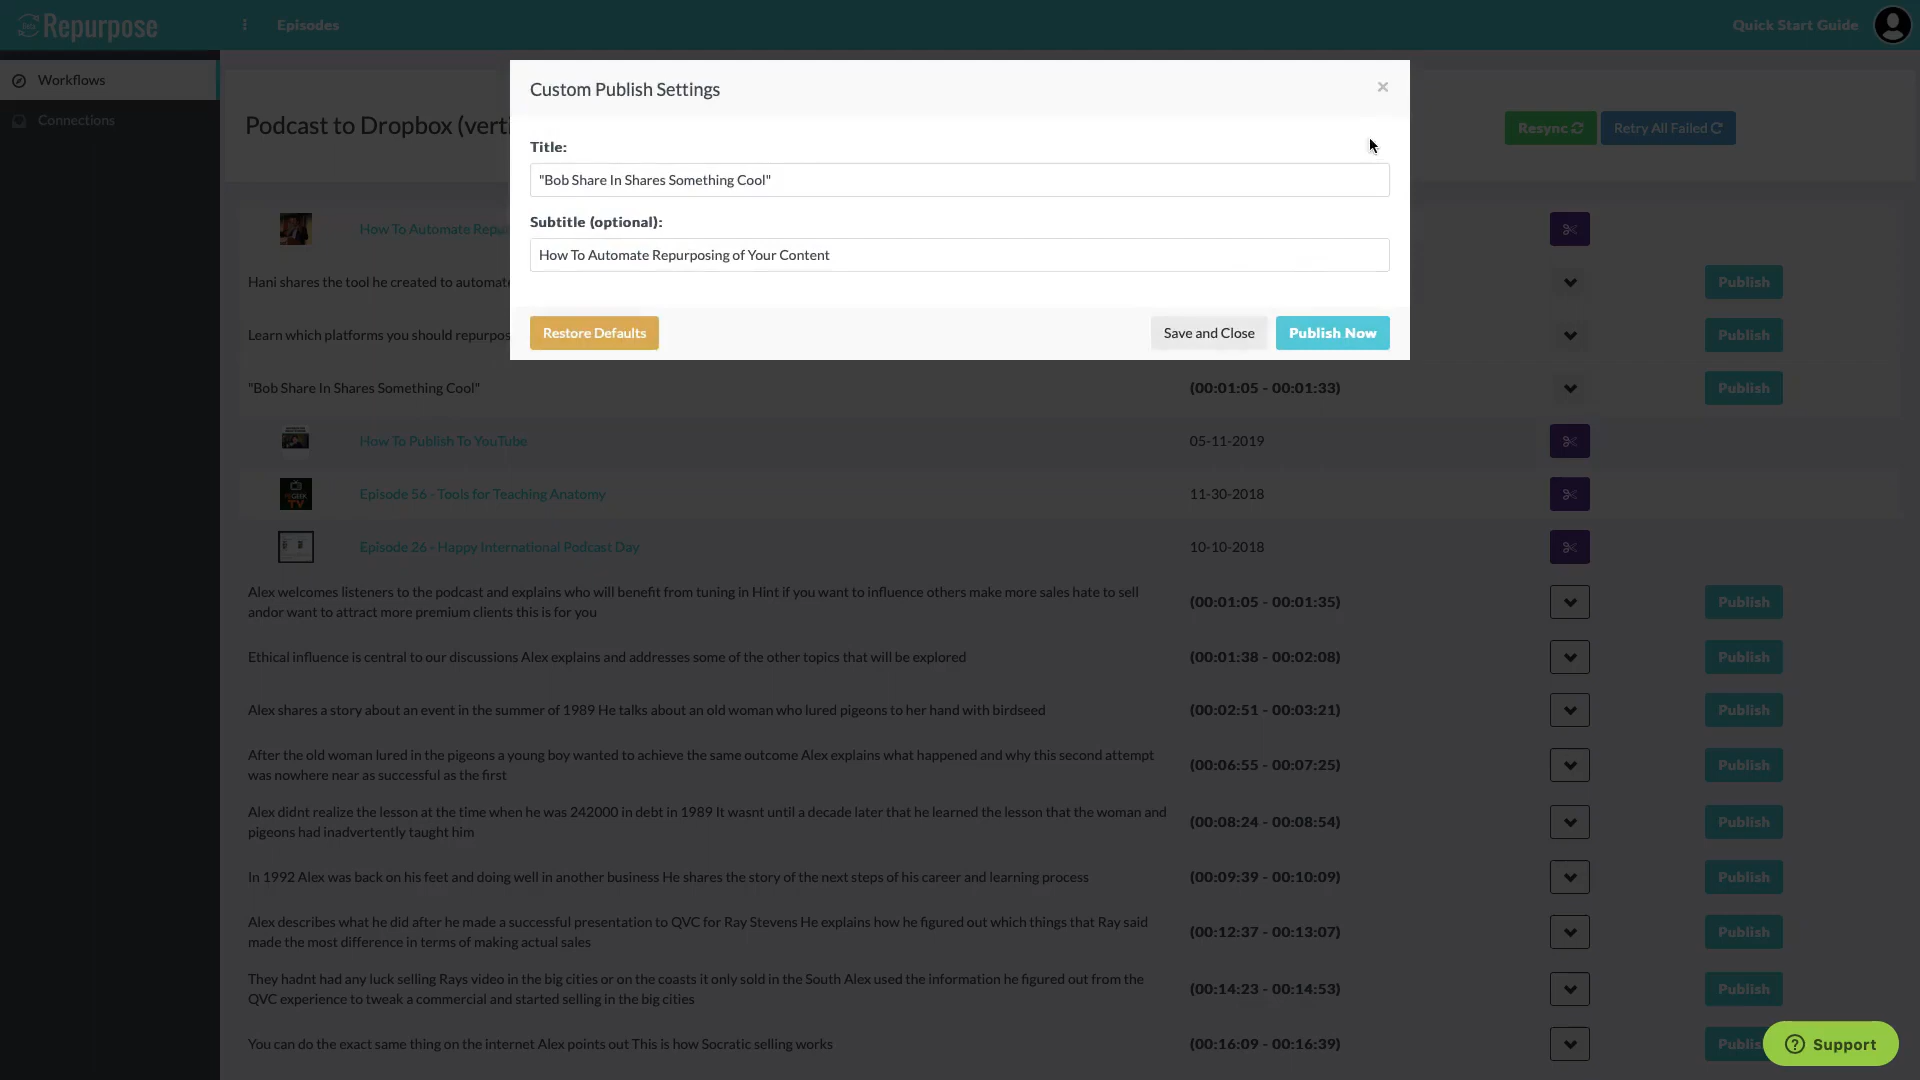 Repurpose
Episodes
Quick Start Guide
Workflows
Connections
Custom Publish Settings
×
Podcast to Dropbox (verti
Resync
Retry All Failed
Title:
"Bob Share In Shares Something Cool"
Subtitle (optional):
How To Automate Repurposing of Your Content
Restore Defaults
Save and Close
Publish Now
How To Automate Repu
Hani shares the tool he created to automat
Publish
Learn which platforms you should repurpos
Publish
"Bob Share In Shares Something Cool"
(00:01:05 - 00:01:33)
Publish
How To Publish To YouTube
05-11-2019
Episode 56 - Tools for Teaching Anatomy
11-30-2018
Episode 26 - Happy International Podcast Day
10-10-2018
Alex welcomes listeners to the podcast and explains who will benefit from tuning in Hint if you want to influence others make more sales hate to sell
andor want to attract more premium clients this is for you
(00:01:05 - 00:01:35)
Publish
Ethical influence is central to our discussions Alex explains and addresses some of the other topics that will be explored
(00:01:38 - 00:02:08)
Publish
Alex shares a story about an event in the summer of 1989 He talks about an old woman who lured pigeons to her hand with birdseed
(00:02:51 - 00:03:21)
Publish
After the old woman lured in the pigeons a young boy wanted to achieve the same outcome Alex explains what happened and why this second attempt
was nowhere near as successful as the first
(00:06:55 - 00:07:25)
Publish
Alex didnt realize the lesson at the time when he was 242000 in debt in 1989 It wasnt until a decade later that he learned the lesson that the woman and
pigeons had inadvertently taught him
(00:08:24 - 00:08:54)
Publish
In 1992 Alex was back on his feet and doing well in another business He shares the story of the next steps of his career and learning process
(00:09:39 - 00:10:09)
Publish
Alex describes what he did after he made a successful presentation to QVC for Ray Stevens He explains how he figured out which things that Ray said
made the most difference in terms of making actual sales
(00:12:37 - 00:13:07)
Publish
They hadnt had any luck selling Rays video in the big cities or on the coasts it only sold in the South Alex used the information he figured out from the
QVC experience to tweak a commercial and started selling in the big cities
(00:14:23 - 00:14:53)
Publish
You can do the exact same thing on the internet Alex points out This is how Socratic selling works
(00:16:09 - 00:16:39)
Publis
Support